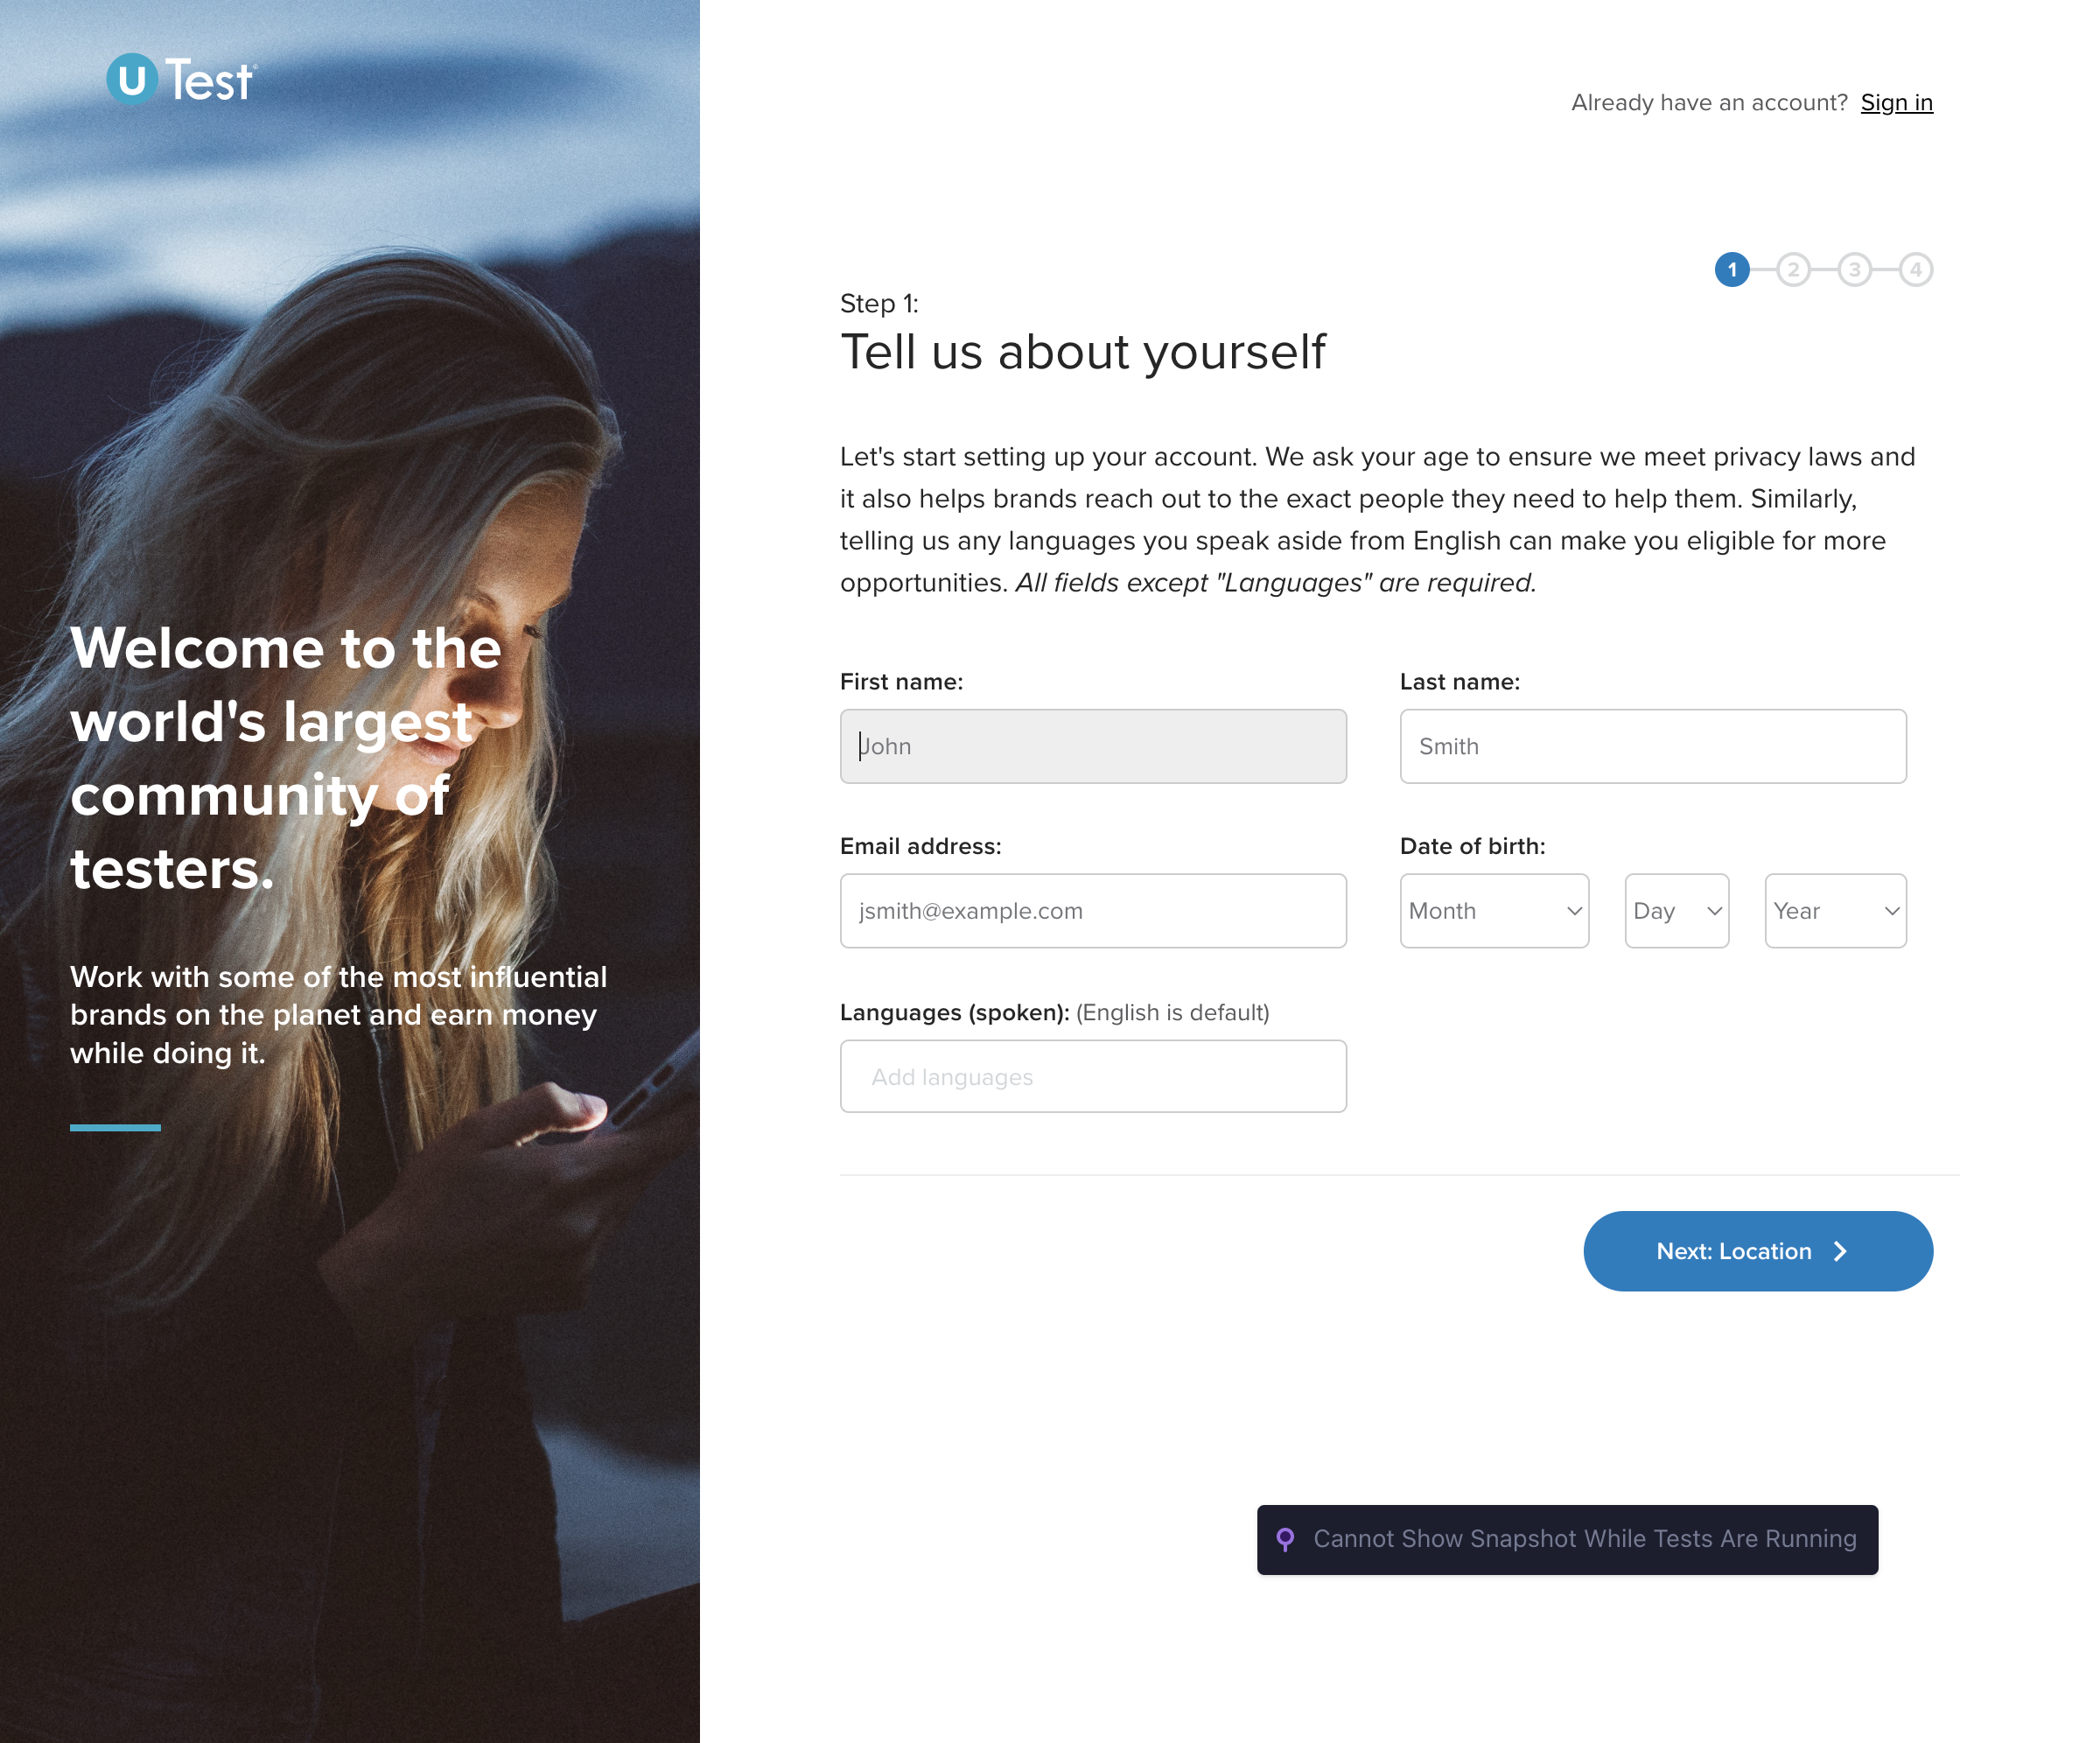 U Test®
Already have an account? Sign in
1 2 3 4
Step 1:
Tell us about yourself
Let's start setting up your account. We ask your age to ensure we meet privacy laws and
it also helps brands reach out to the exact people they need to help them. Similarly,
telling us any languages you speak aside from English can make you eligible for more
opportunities. All fields except "Languages" are required.
Welcome to the
world's largest
community of
testers.
Work with some of the most influential
brands on the planet and earn money
while doing it.
First name:
John
Last name:
Smith
Email address:
jsmith@example.com
Date of birth:
Month
Day
Year
Languages (spoken): (English is default)
Add languages
Next: Location
Cannot Show Snapshot While Tests Are Running